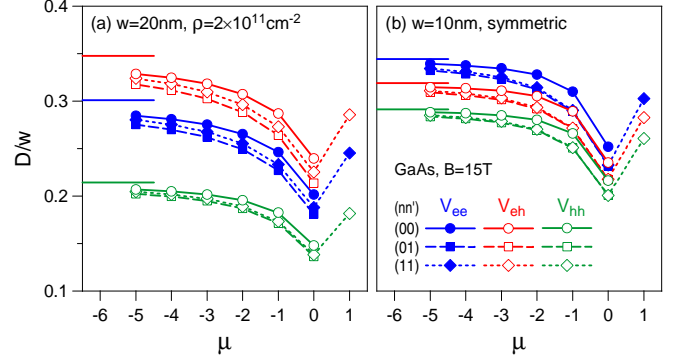 (a) w=20nm, ρ=2×10¹¹cm⁻²
(b) w=10nm, symmetric
0.4
0.3
0.2
0.1
D/w
GaAs, B=15T
(nn') Vee Veh Vhh
(00)
(01)
(11)
-6 -5 -4 -3 -2 -1 0 1
-6 -5 -4 -3 -2 -1 0 1
μ
μ